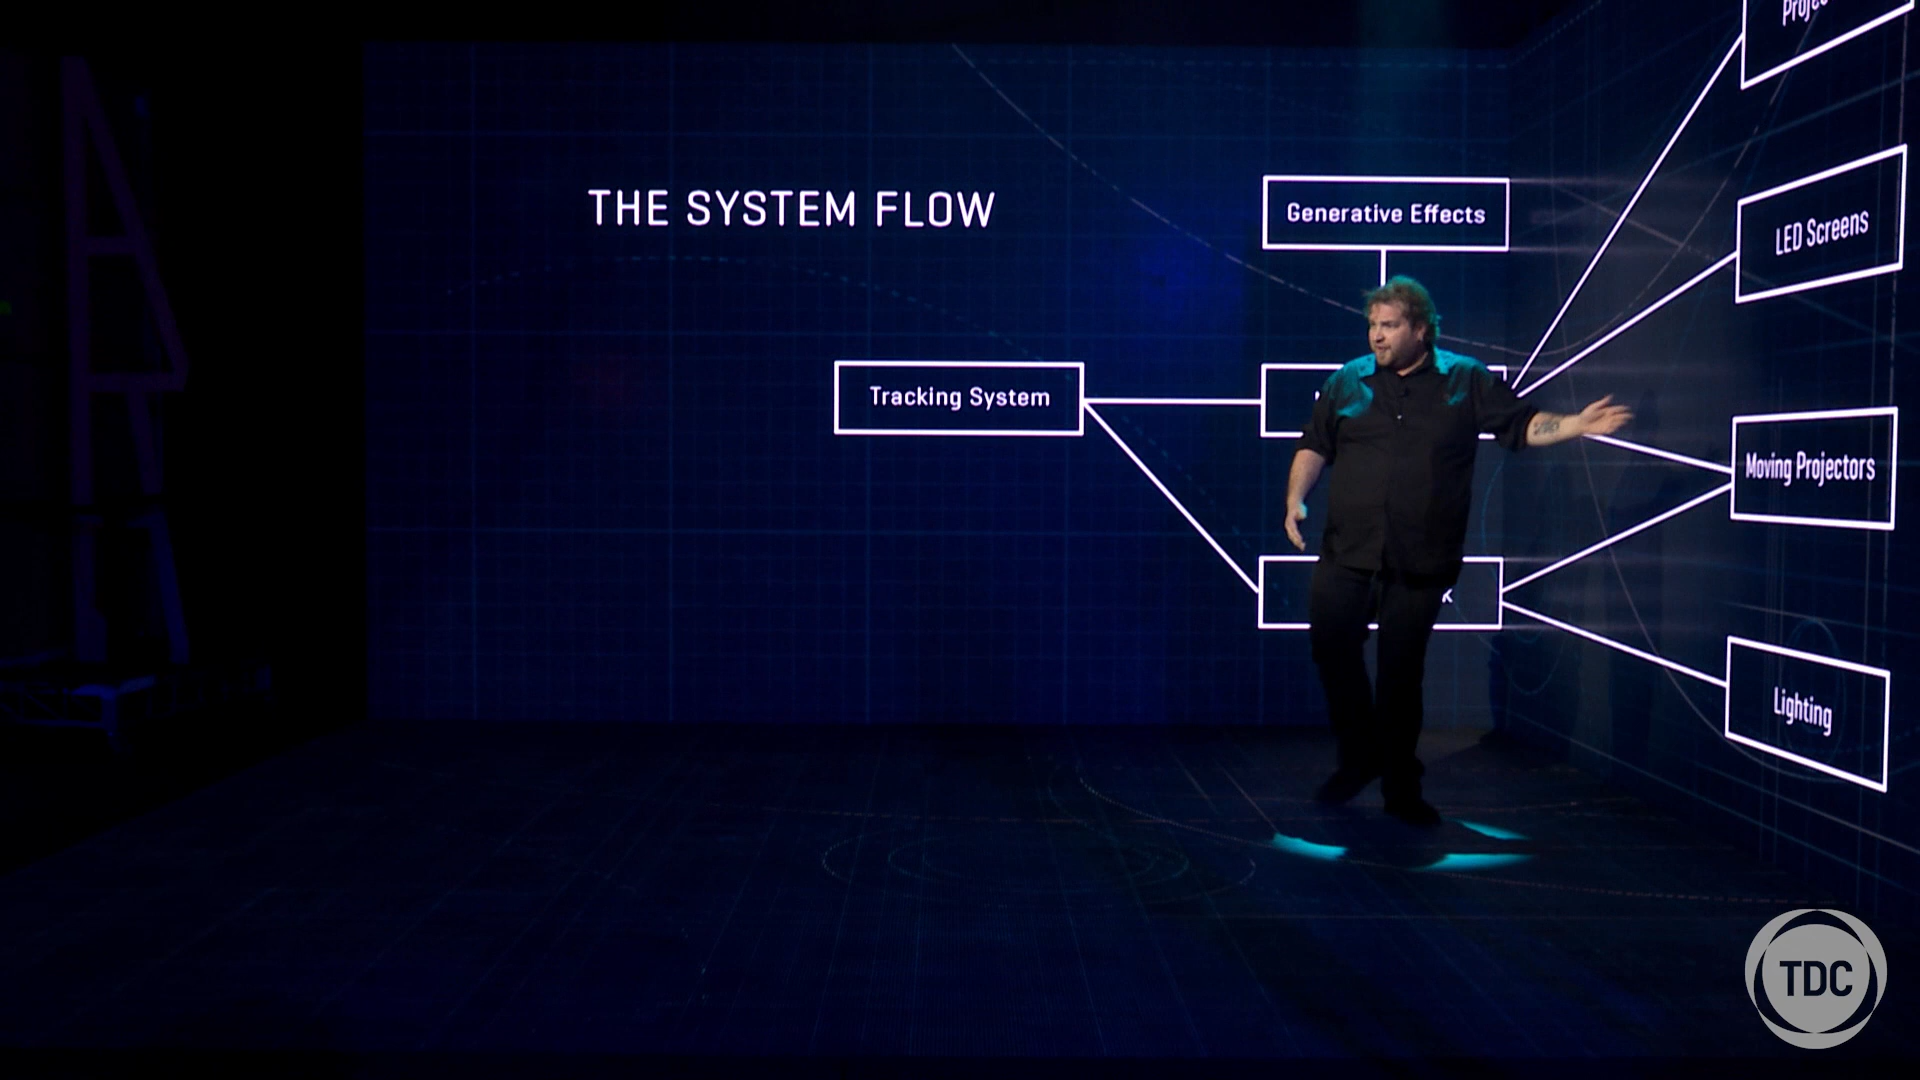 THE SYSTEM FLOW
Generative Effects
LED Screens
Tracking System
Moving Projectors
Lighting
TDC